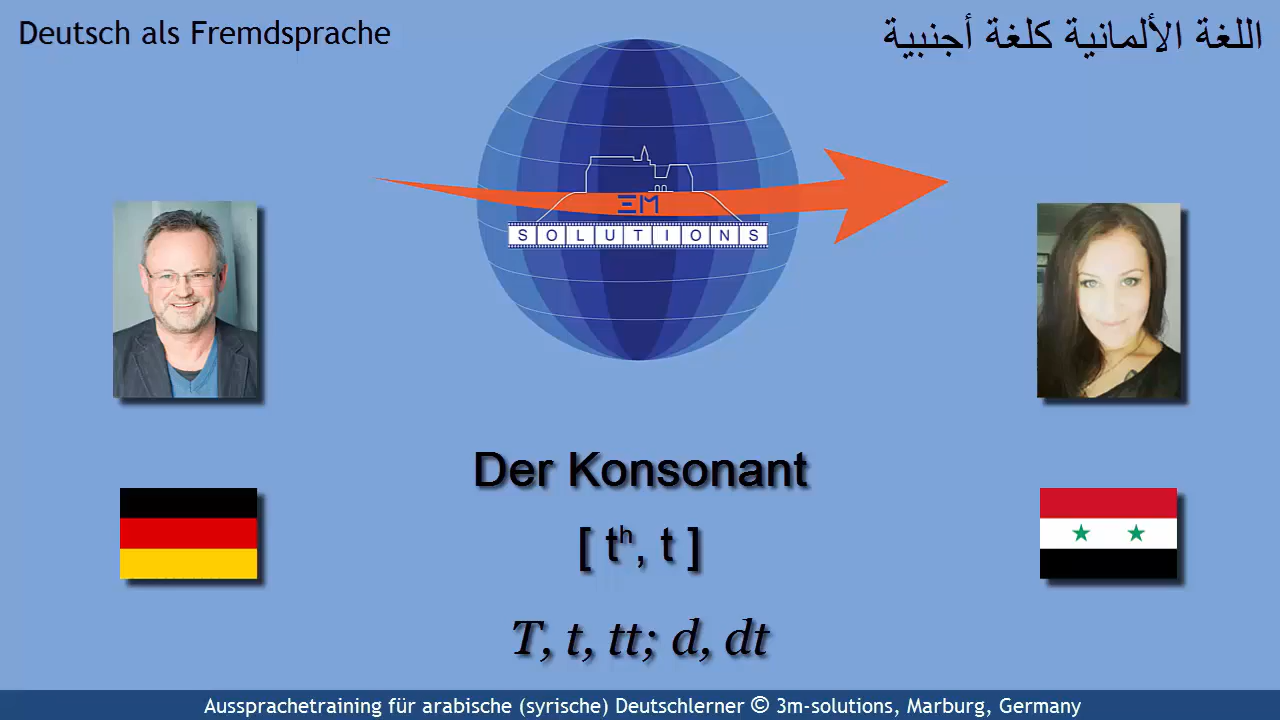 Deutsch als Fremdsprache
اللغة الألمانية كلغة أجنبية
3M
SOLUTIONS
Der Konsonant
[ tʰ, t ]
T, t, tt; d, dt
Aussprachetraining für arabische (syrische) Deutschlerner © 3m-solutions, Marburg, Germany